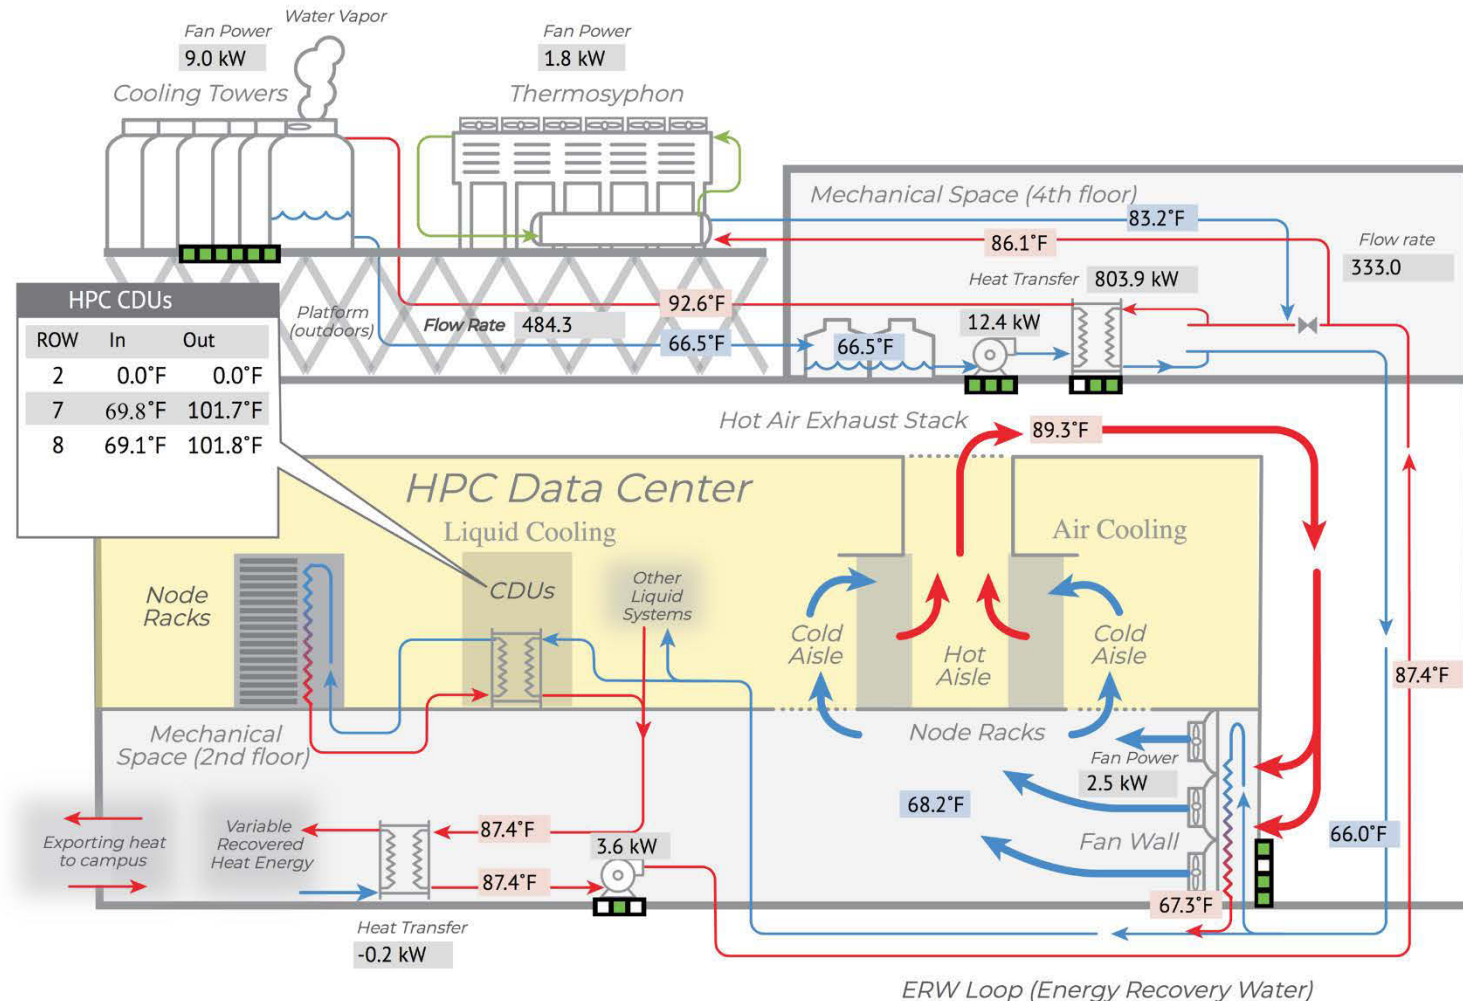 Water Vapor
Fan Power
9.0 kW
Cooling Towers
Fan Power
1.8 kW
Thermosyphon
Mechanical Space (4th floor)
83.2°F
86.1°F
Flow rate
333.0
Heat Transfer
803.9 kW
HPC CDUs
ROW In Out
2 0.0°F 0.0°F
7 69.8°F 101.7°F
8 69.1°F 101.8°F
Platform
(outdoors)
92.6°F
Flow Rate
484.3
66.5°F
66.5°F
12.4 kW
Hot Air Exhaust Stack
89.3°F
HPC Data Center
Liquid Cooling
Air Cooling
Node
Racks
CDUs
Other
Liquid
Systems
Cold
Aisle
Hot
Aisle
Cold
Aisle
87.4°F
Mechanical
Space (2nd floor)
Node Racks
Fan Power
2.5 kW
68.2°F
Fan Wall
66.0°F
67.3°F
Exporting heat
to campus
Variable
Recovered
Heat Energy
87.4°F
3.6 kW
87.4°F
Heat Transfer
-0.2 kW
ERW Loop (Energy Recovery Water)